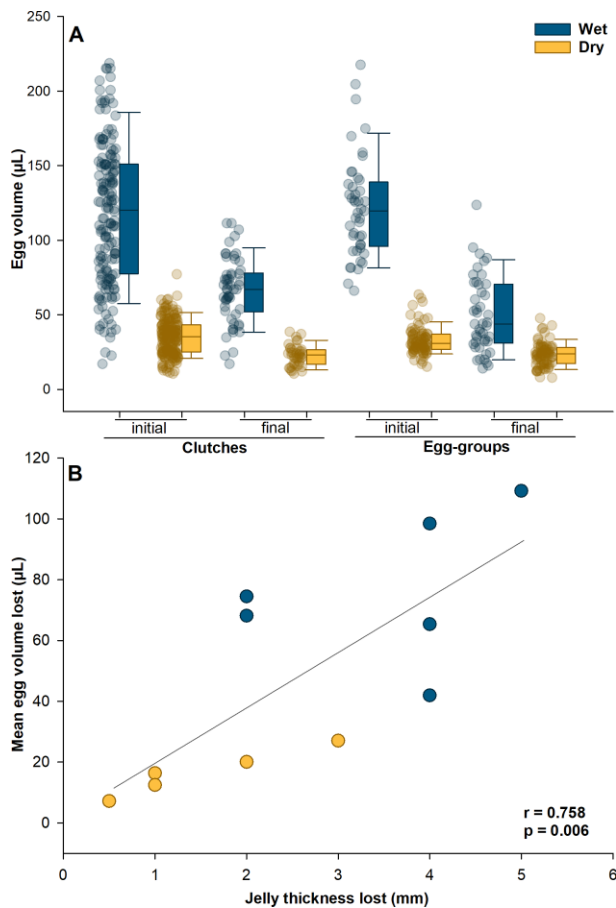 A
Wet
Dry
Egg volume (µL)
250
200
150
100
50
0
initial final initial final
Clutches Egg-groups
B
Mean egg volume lost (µL)
120
100
80
60
40
20
0
r = 0.758
p = 0.006
0 1 2 3 4 5 6
Jelly thickness lost (mm)